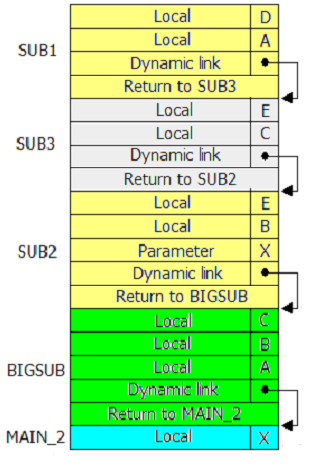 Local D
SUB1
Local A
Dynamic link
Return to SUB3
Local E
SUB3
Local C
Dynamic link
Return to SUB2
Local E
Local B
SUB2
Parameter X
Dynamic link
Return to BIGSUB
Local C
Local B
BIGSUB
Local A
Dynamic link
Return to MAIN_2
MAIN_2
Local X